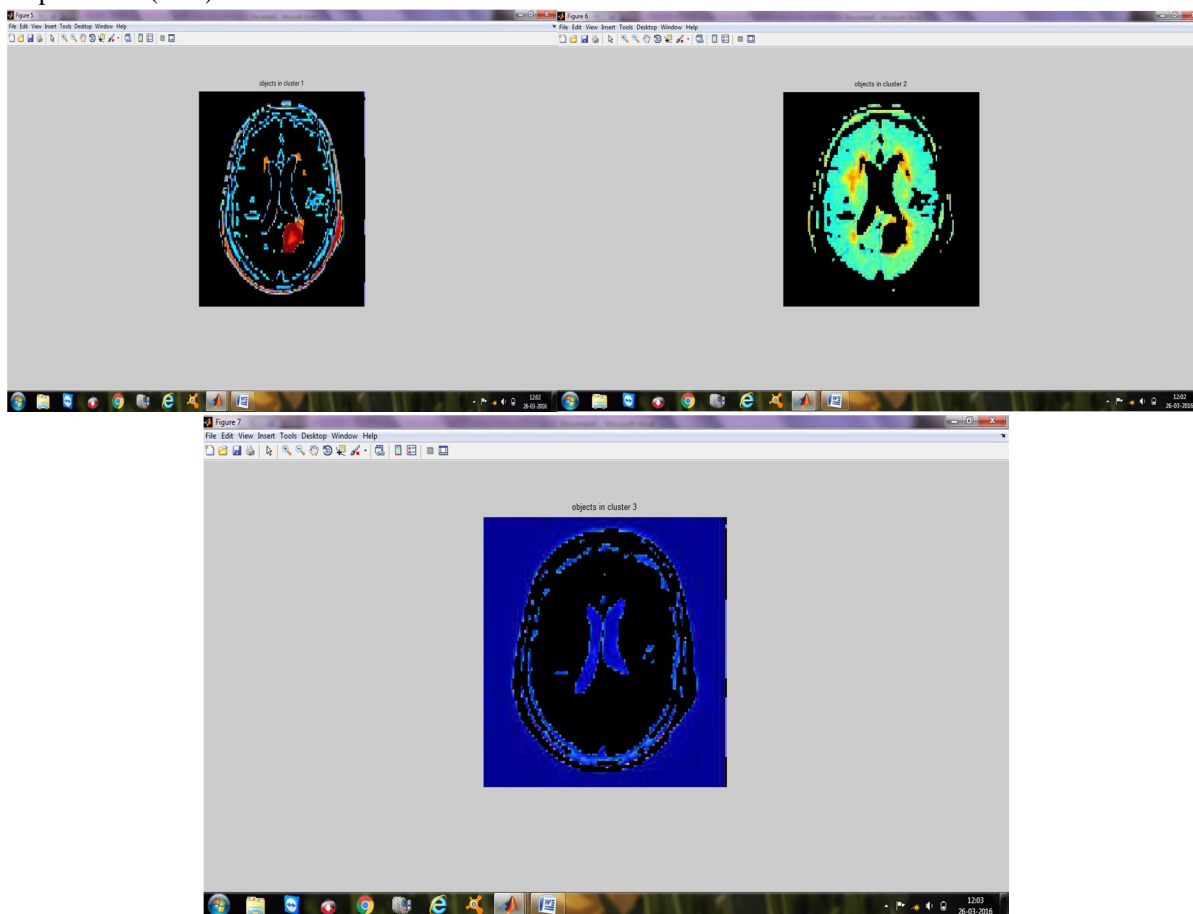 Figure 5
File Edit View Insert Tools Desktop Window Help
objects in cluster 1
12:02
26-03-2016
Figure 6
File Edit View Insert Tools Desktop Window Help
objects in cluster 2
12:02
26-03-2016
Figure 7
File Edit View Insert Tools Desktop Window Help
objects in cluster 3
12:03
26-03-2016